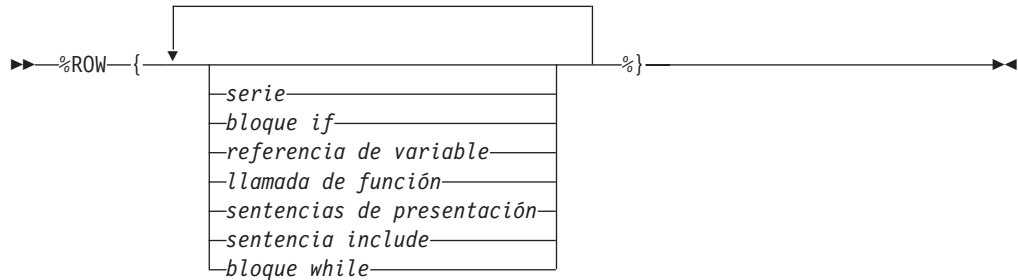 %ROW { %}
serie
bloque if
referencia de variable
llamada de función
sentencias de presentación
sentencia include
bloque while